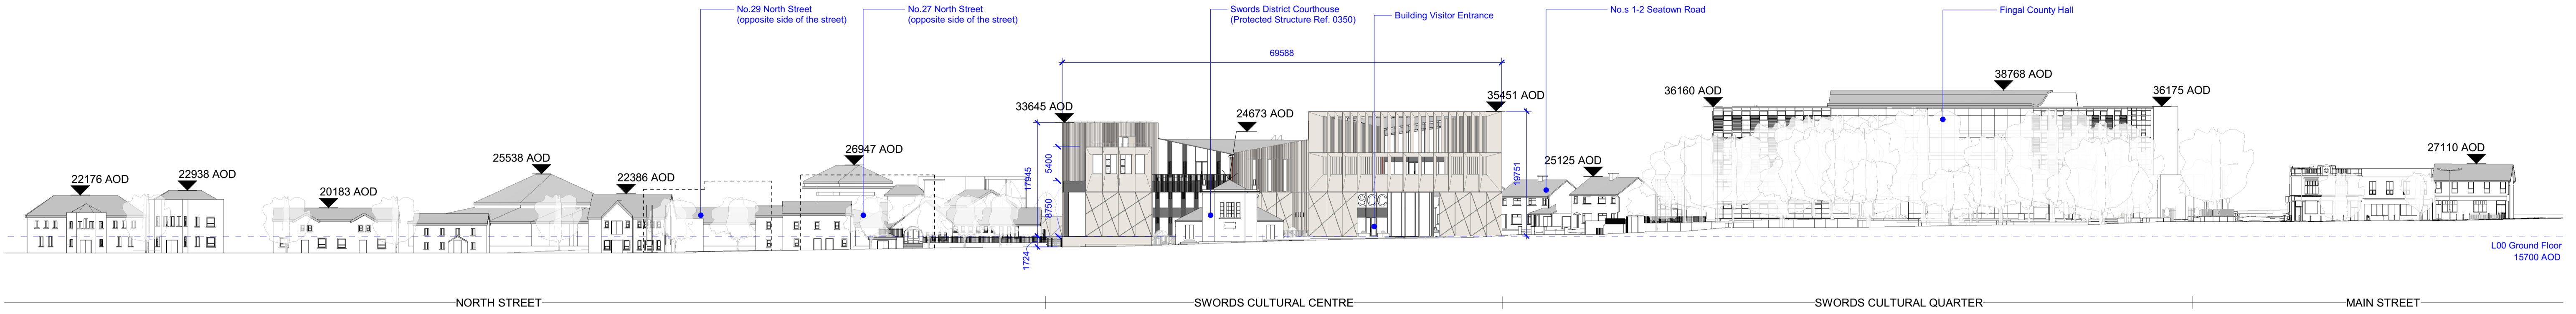 No.29 North Street
(opposite side of the street)
No.27 North Street
(opposite side of the street)
Swords District Courthouse
(Protected Structure Ref. 0350)
Building Visitor Entrance
No.s 1-2 Seatown Road
Fingal County Hall
69588
22176 AOD
22938 AOD
20183 AOD
25538 AOD
22386 AOD
26947 AOD
33645 AOD
24673 AOD
35451 AOD
25125 AOD
36160 AOD
38768 AOD
36175 AOD
27110 AOD
17945
5400
8750
1724
19751
SCC
L00 Ground Floor
15700 AOD
NORTH STREET
SWORDS CULTURAL CENTRE
SWORDS CULTURAL QUARTER
MAIN STREET